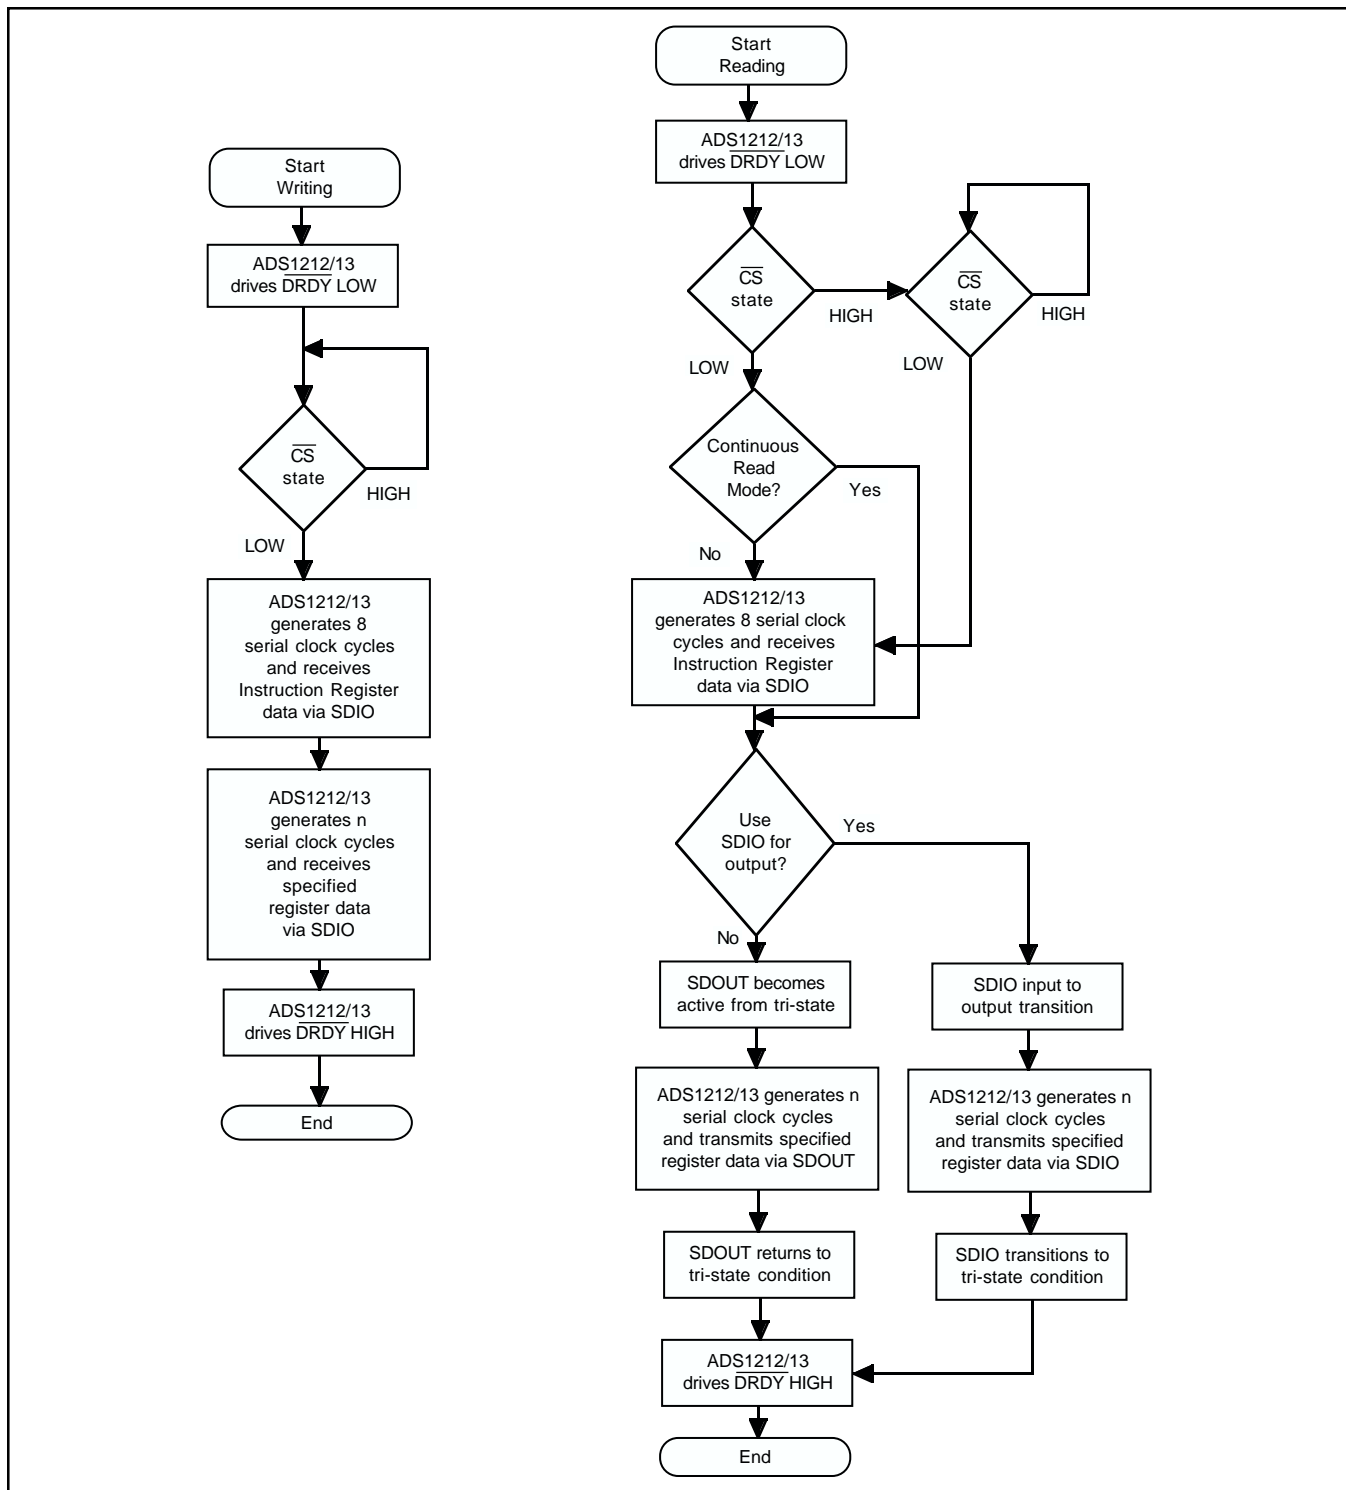 Start
Writing
ADS1212/13
drives DRDY LOW
CS
state
HIGH
LOW
ADS1212/13
generates 8
serial clock cycles
and receives
Instruction Register
data via SDIO
ADS1212/13
generates n
serial clock cycles
and receives
specified
register data
via SDIO
ADS1212/13
drives DRDY HIGH
End
Start
Reading
ADS1212/13
drives DRDY LOW
CS
state
HIGH
CS
state
HIGH
LOW
LOW
Continuous
Read
Mode?
Yes
No
ADS1212/13
generates 8 serial clock
cycles and receives
Instruction Register
data via SDIO
Use
SDIO for
output?
Yes
No
SDOUT becomes
active from tri-state
ADS1212/13 generates n
serial clock cycles
and transmits specified
register data via SDOUT
SDOUT returns to
tri-state condition
SDIO input to
output transition
ADS1212/13 generates n
serial clock cycles
and transmits specified
register data via SDIO
SDIO transitions to
tri-state condition
ADS1212/13
drives DRDY HIGH
End